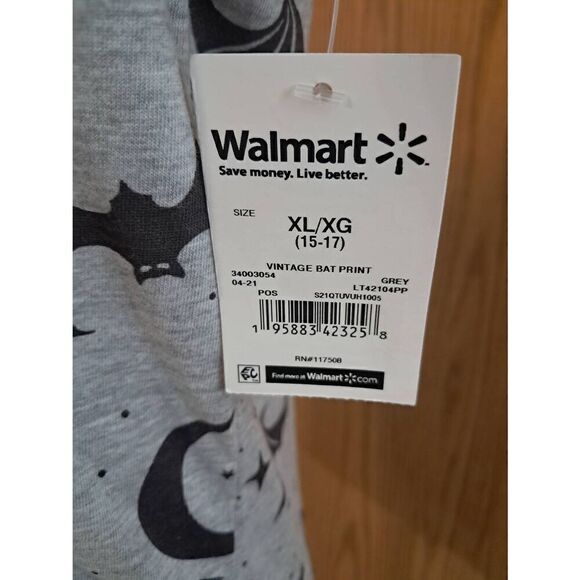 Walmart
Save money. Live better.
SIZE
XL/XG
(15-17)
VINTAGE BAT PRINT
34003054 GREY
04-21 LT42104PP
POS S21QTUVUH1005
1 95883 42325 8
RN#117508
Find more at Walmart.com